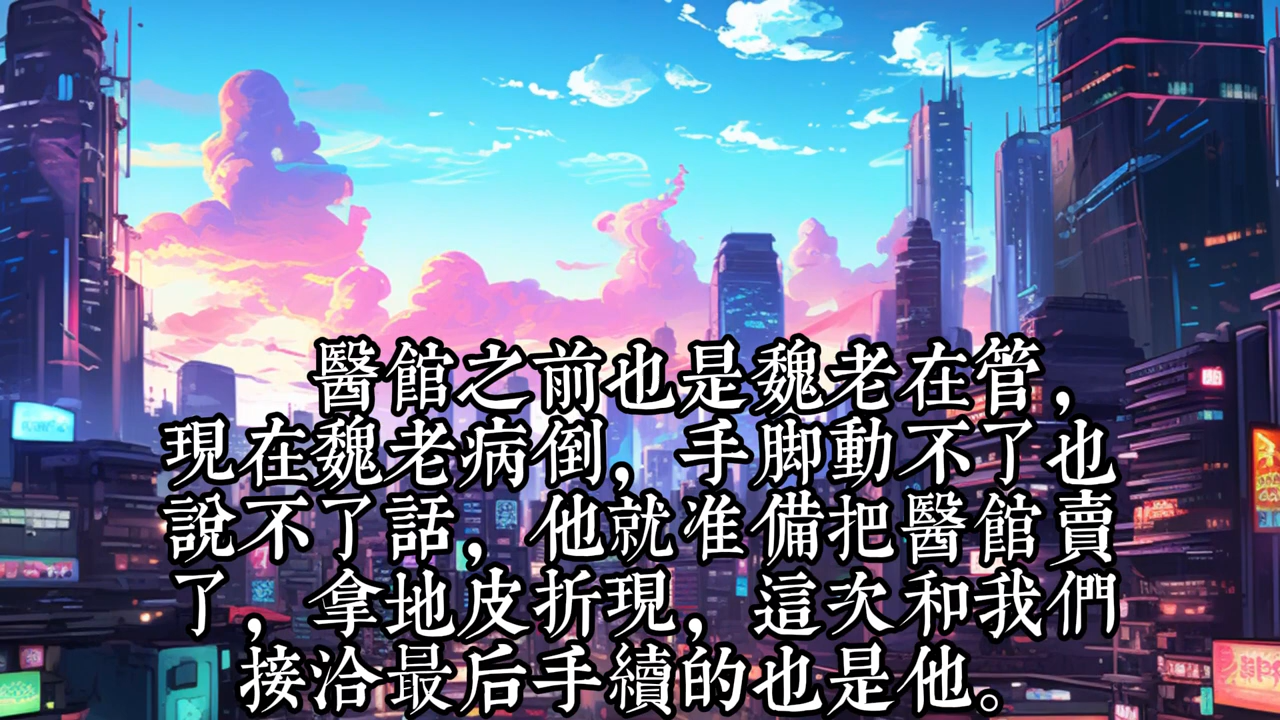 醫館之前也是魏老在管，
現在魏老病倒，手脚動不了也
說不了話，他就准備把醫館賣
了，拿地皮折現，這次和我們
接洽最后手續的也是他。